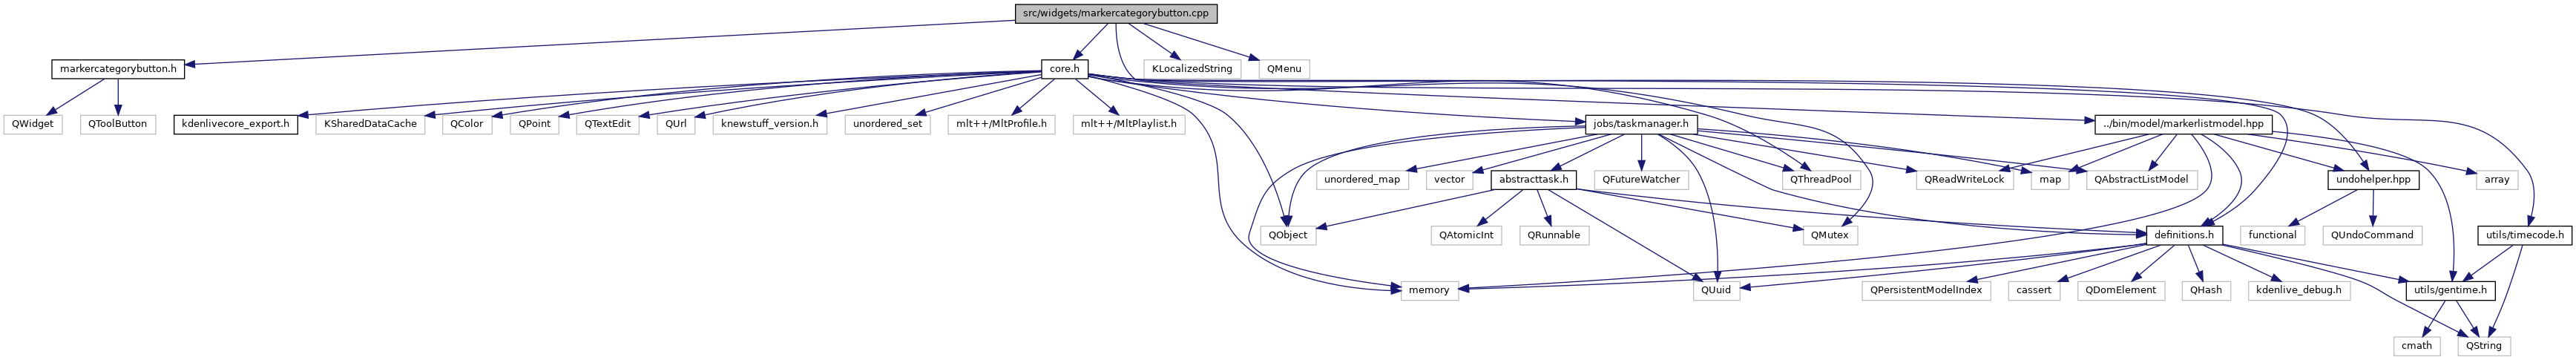 src/widgets/markercategorybutton.cpp
markercategorybutton.h
core.h
KLocalizedString
QMenu
QWidget
QToolButton
kdenlivecore_export.h
KSharedDataCache
QColor
QPoint
QTextEdit
QUrl
knewstuff_version.h
unordered_set
mlt++/MltProfile.h
mlt++/MltPlaylist.h
jobs/taskmanager.h
../bin/model/markerlistmodel.hpp
unordered_map
vector
abstracttask.h
QFutureWatcher
QThreadPool
QReadWriteLock
map
QAbstractListModel
undohelper.hpp
array
QObject
QAtomicInt
QRunnable
QMutex
definitions.h
functional
QUndoCommand
utils/timecode.h
memory
QUuid
QPersistentModelIndex
cassert
QDomElement
QHash
kdenlive_debug.h
utils/gentime.h
cmath
QString